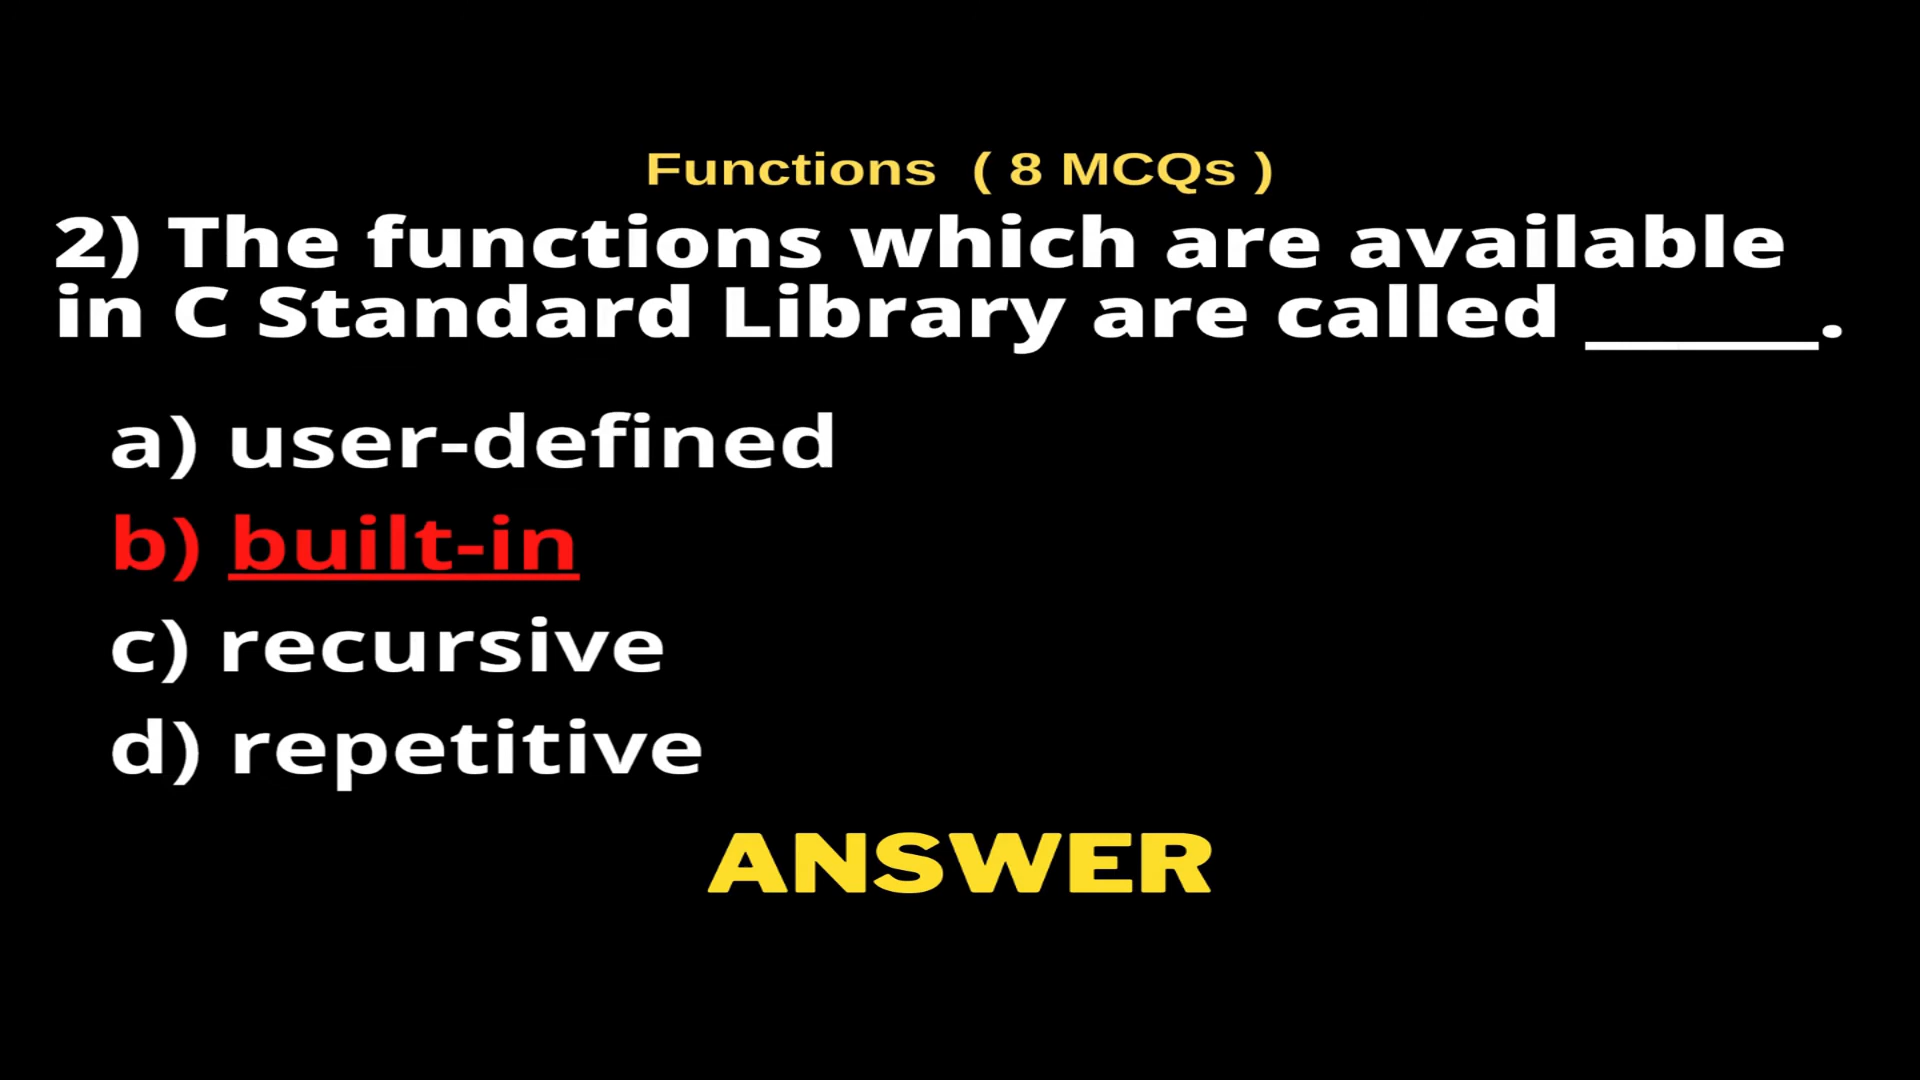 Functions ( 8 MCQs )
2) The functions which are available
in C Standard Library are called ______.
a) user-defined
b) built-in
c) recursive
d) repetitive
ANSWER